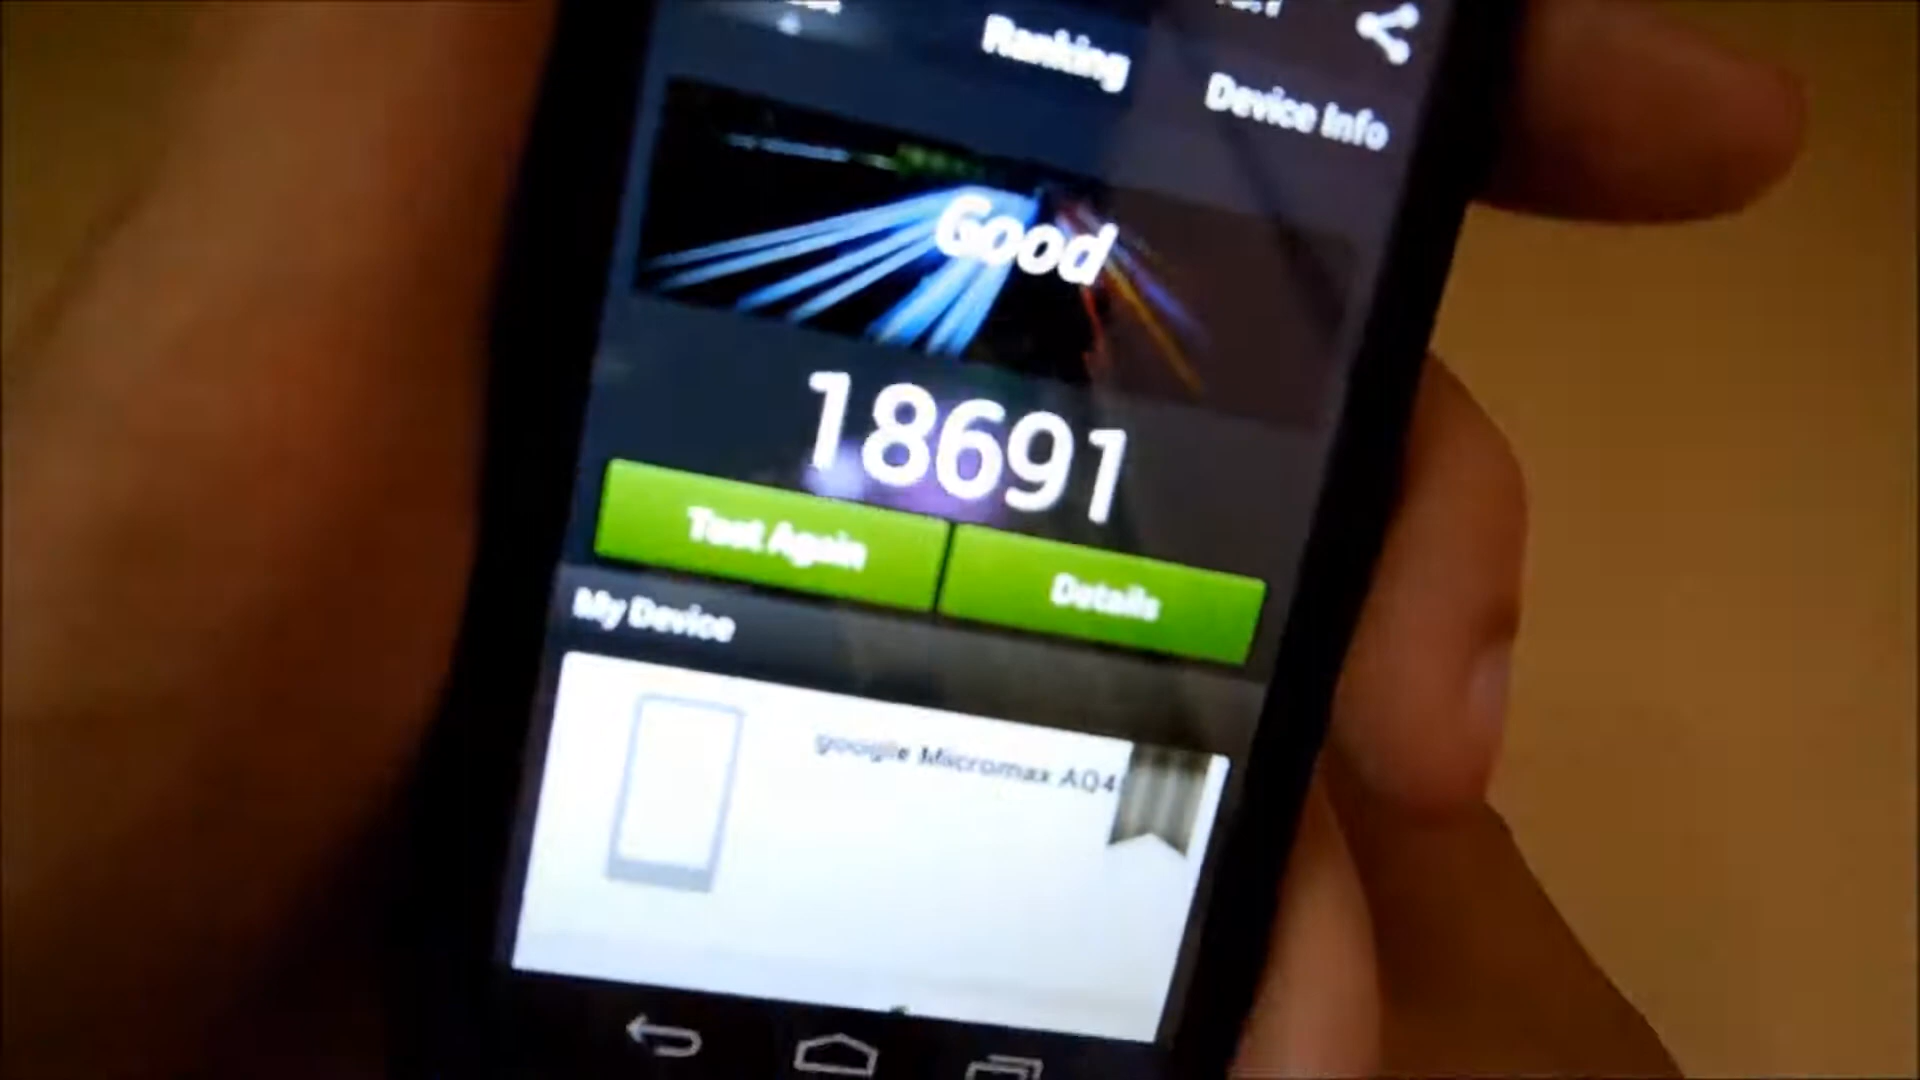 Ranking
Device Info
Good
18691
Test Again
Details
My Device
google Micromax AQ4